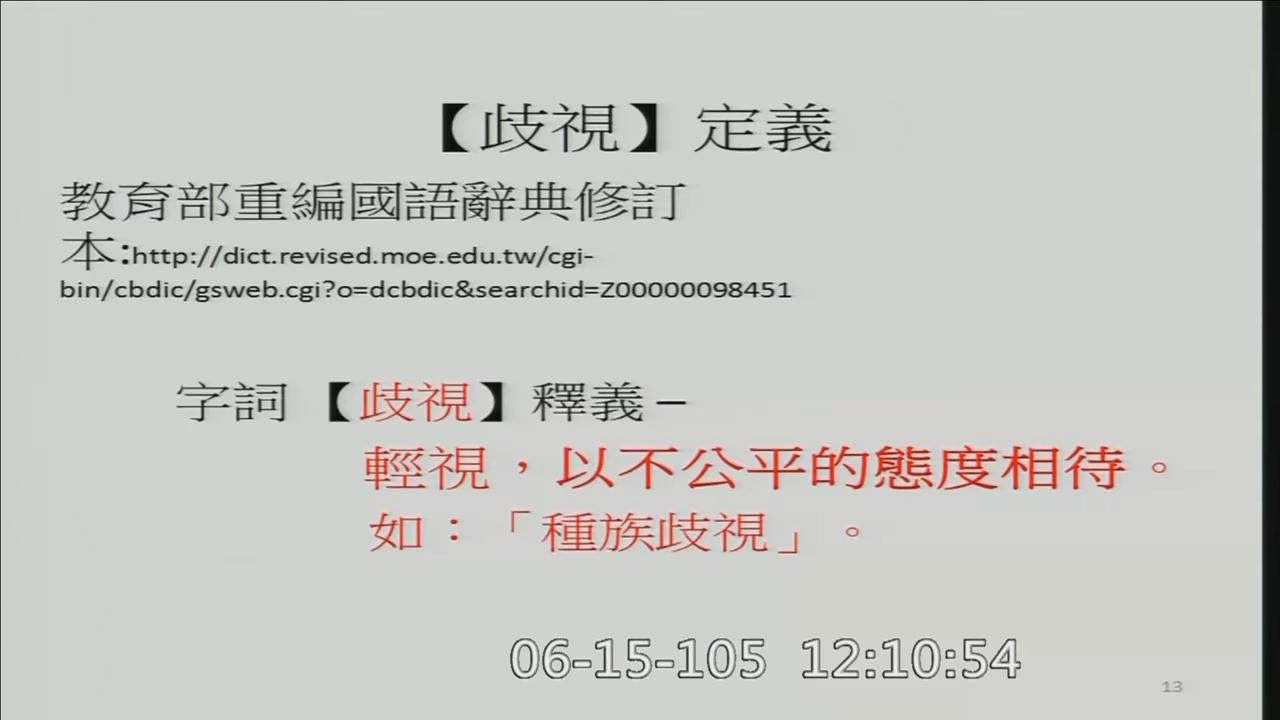 【歧視】定義
教育部重編國語辭典修訂
本:http://dict.revised.moe.edu.tw/cgi-
bin/cbdic/gsweb.cgi?o=dcbdic&searchid=Z00000098451
字詞【歧視】釋義－
輕視，以不公平的態度相待。
如：「種族歧視」。
06-15-105 12:10:54
13